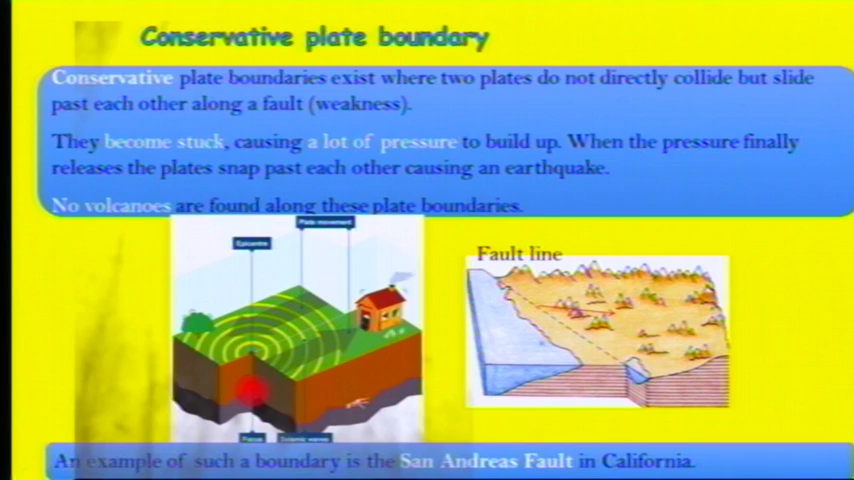 Conservative plate boundary
Conservative plate boundaries exist where two plates do not directly collide but slide
past each other along a fault (weakness).
They become stuck, causing a lot of pressure to build up. When the pressure finally
releases the plates snap past each other causing an earthquake.
No volcanoes are found along these plate boundaries.
Plate movement
Epicentre
Fault line
Focus
Seismic waves
An example of such a boundary is the San Andreas Fault in California.